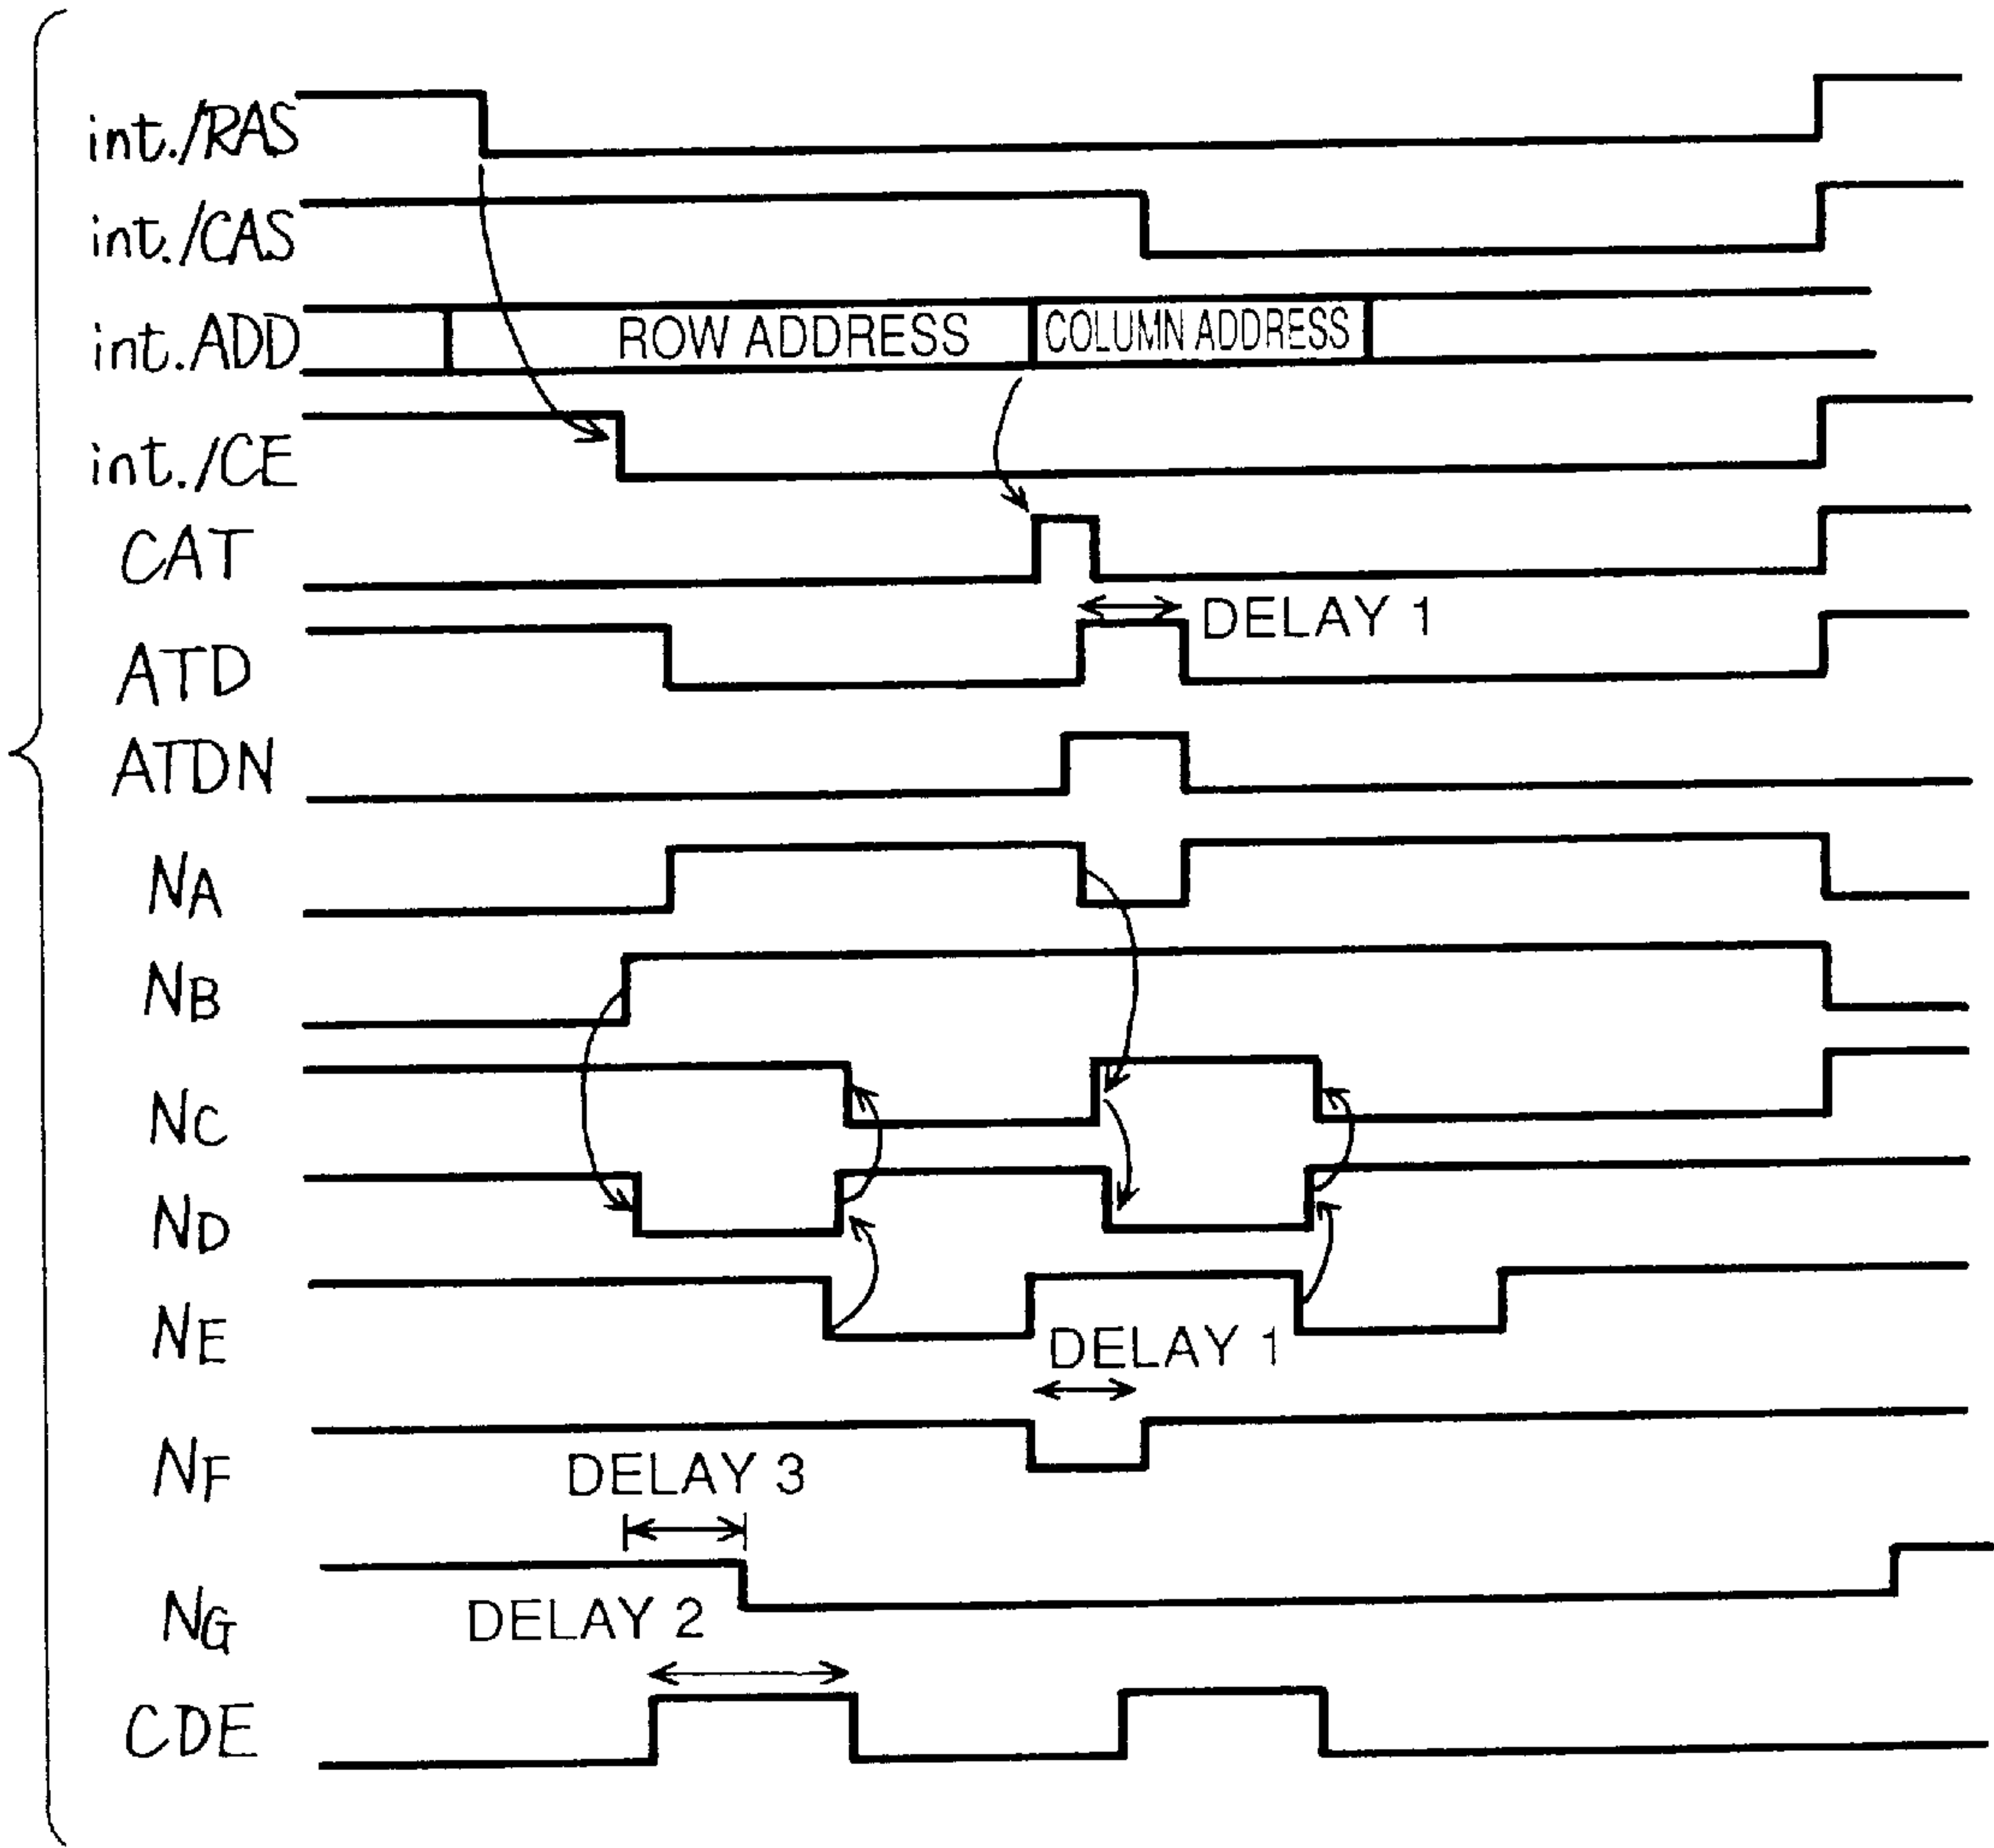 int./RAS
int./CAS
int.ADD ROW ADDRESS COLUMN ADDRESS
int./CE
CAT
DELAY 1
ATD
ATDN
NA
NB
NC
ND
NE
DELAY 1
NF
DELAY 3
NG
DELAY 2
CDE